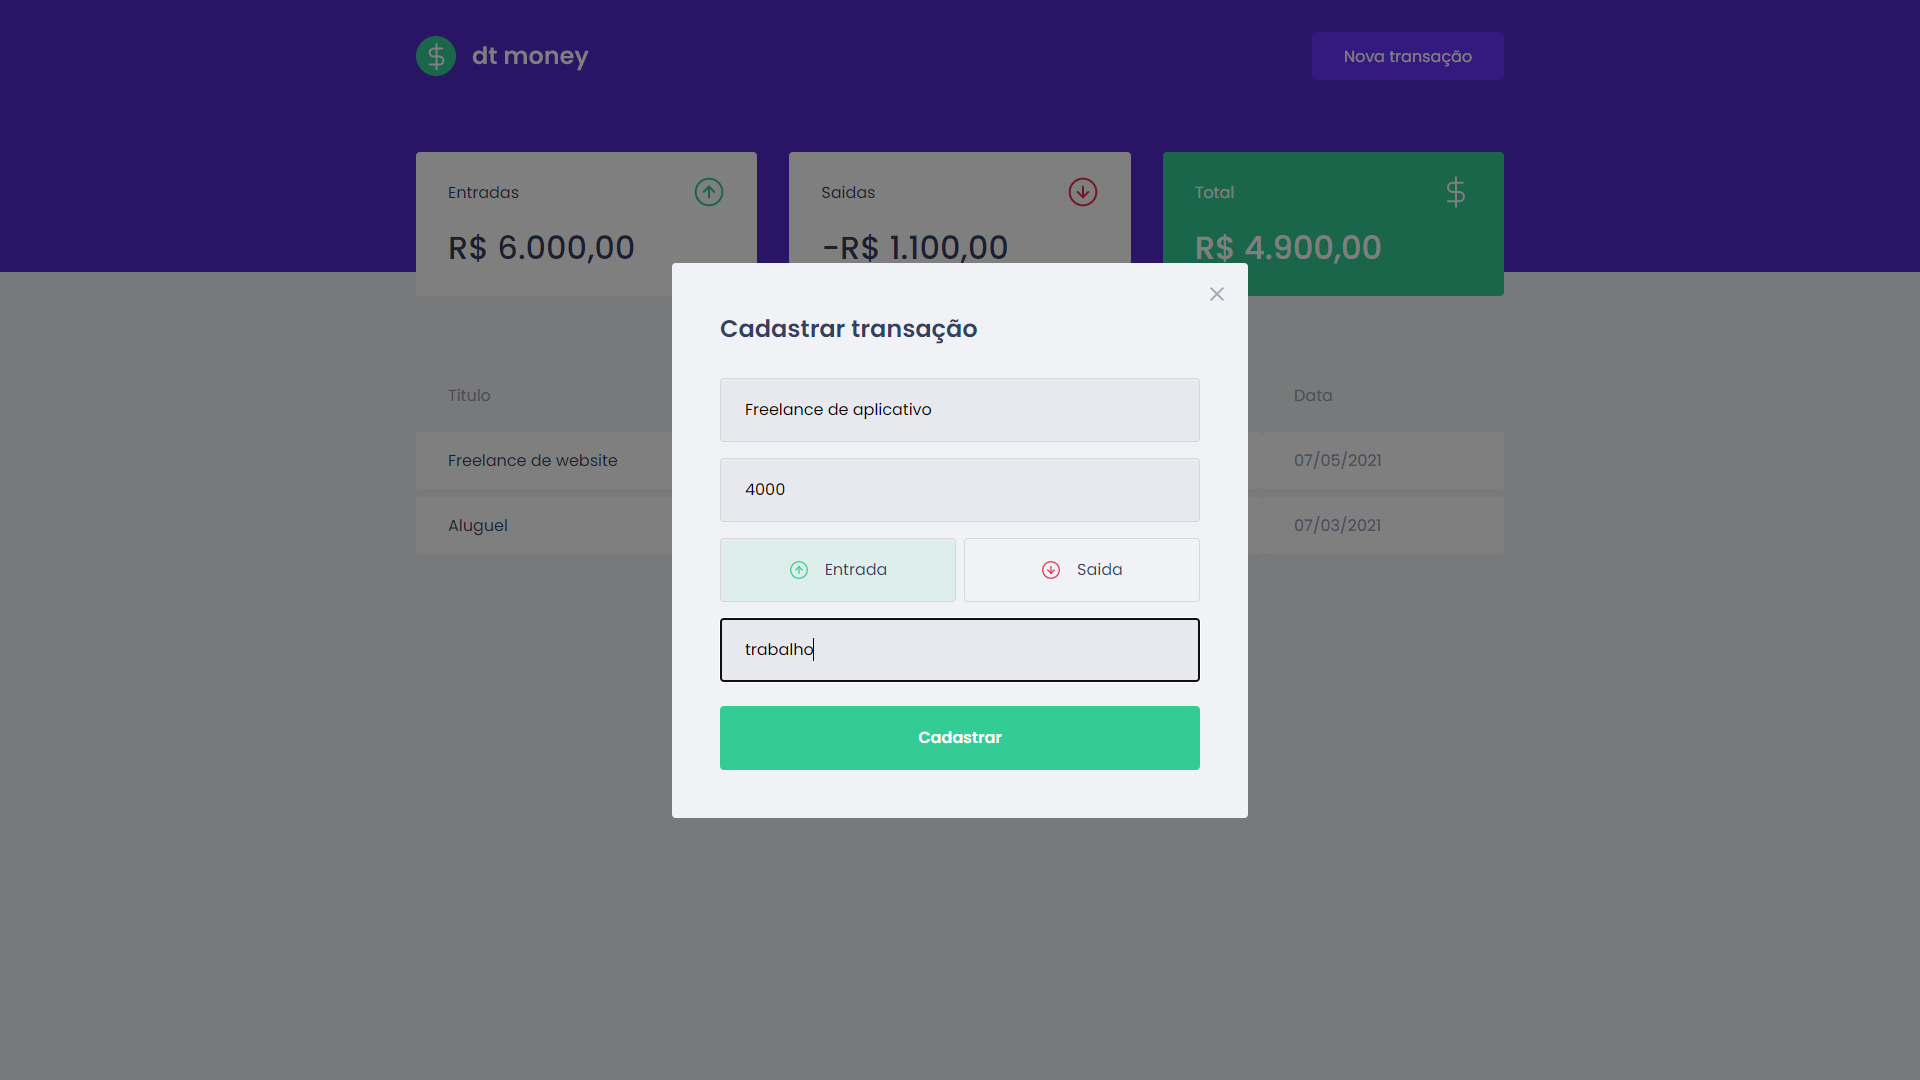 dt money
Nova transação
Entradas
Saidas
Total
R$ 6.000,00
-R$ 1.100,00
R$ 4.900,00
Cadastrar transação
Titulo
Data
Freelance de aplicativo
Freelance de website
07/05/2021
4000
Aluguel
07/03/2021
Entrada
Saida
trabalho
Cadastrar